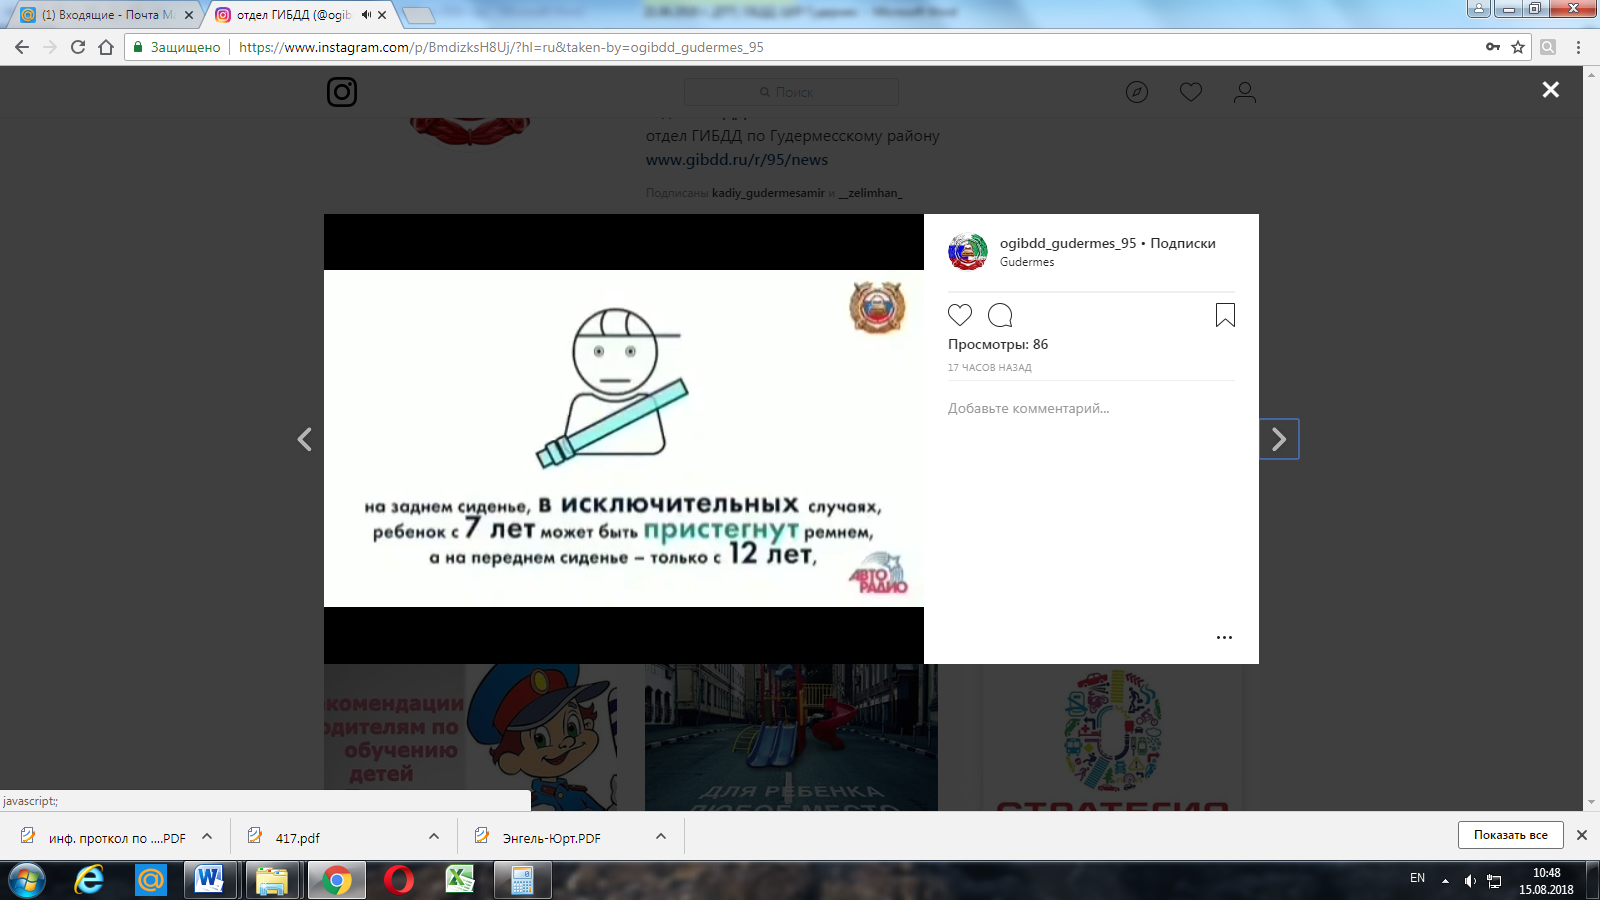 (1) Входящие - Почта Ma
отдел ГИБДД (@ogib
Защищено
https://www.instagram.com/p/BmdizksH8Uj/?hl=ru&taken-by=ogibdd_gudermes_95
Поиск
отдел ГИБДД по Гудермесскому району
www.gibdd.ru/r/95/news
Подписаны kadiy_gudermesamir и __zelimhan_
ogibdd_gudermes_95 • Подписки
Gudermes
Просмотры: 86
17 ЧАСОВ НАЗАД
Добавьте комментарий...
на заднем сиденье, в исключительных случаях,
ребенок с 7 лет может быть пристегнут ремнем,
а на переднем сиденье – только с 12 лет,
АВТО
РАДИО
комендации
одителям по
обучению
детей
ДЛЯ РЕБЕНКА
ЛЮБОЕ МЕСТО
СТРАТЕГИЯ
javascript:;
инф. проткол по ....PDF
417.pdf
Энгель-Юрт.PDF
Показать все
EN
10:48
15.08.2018